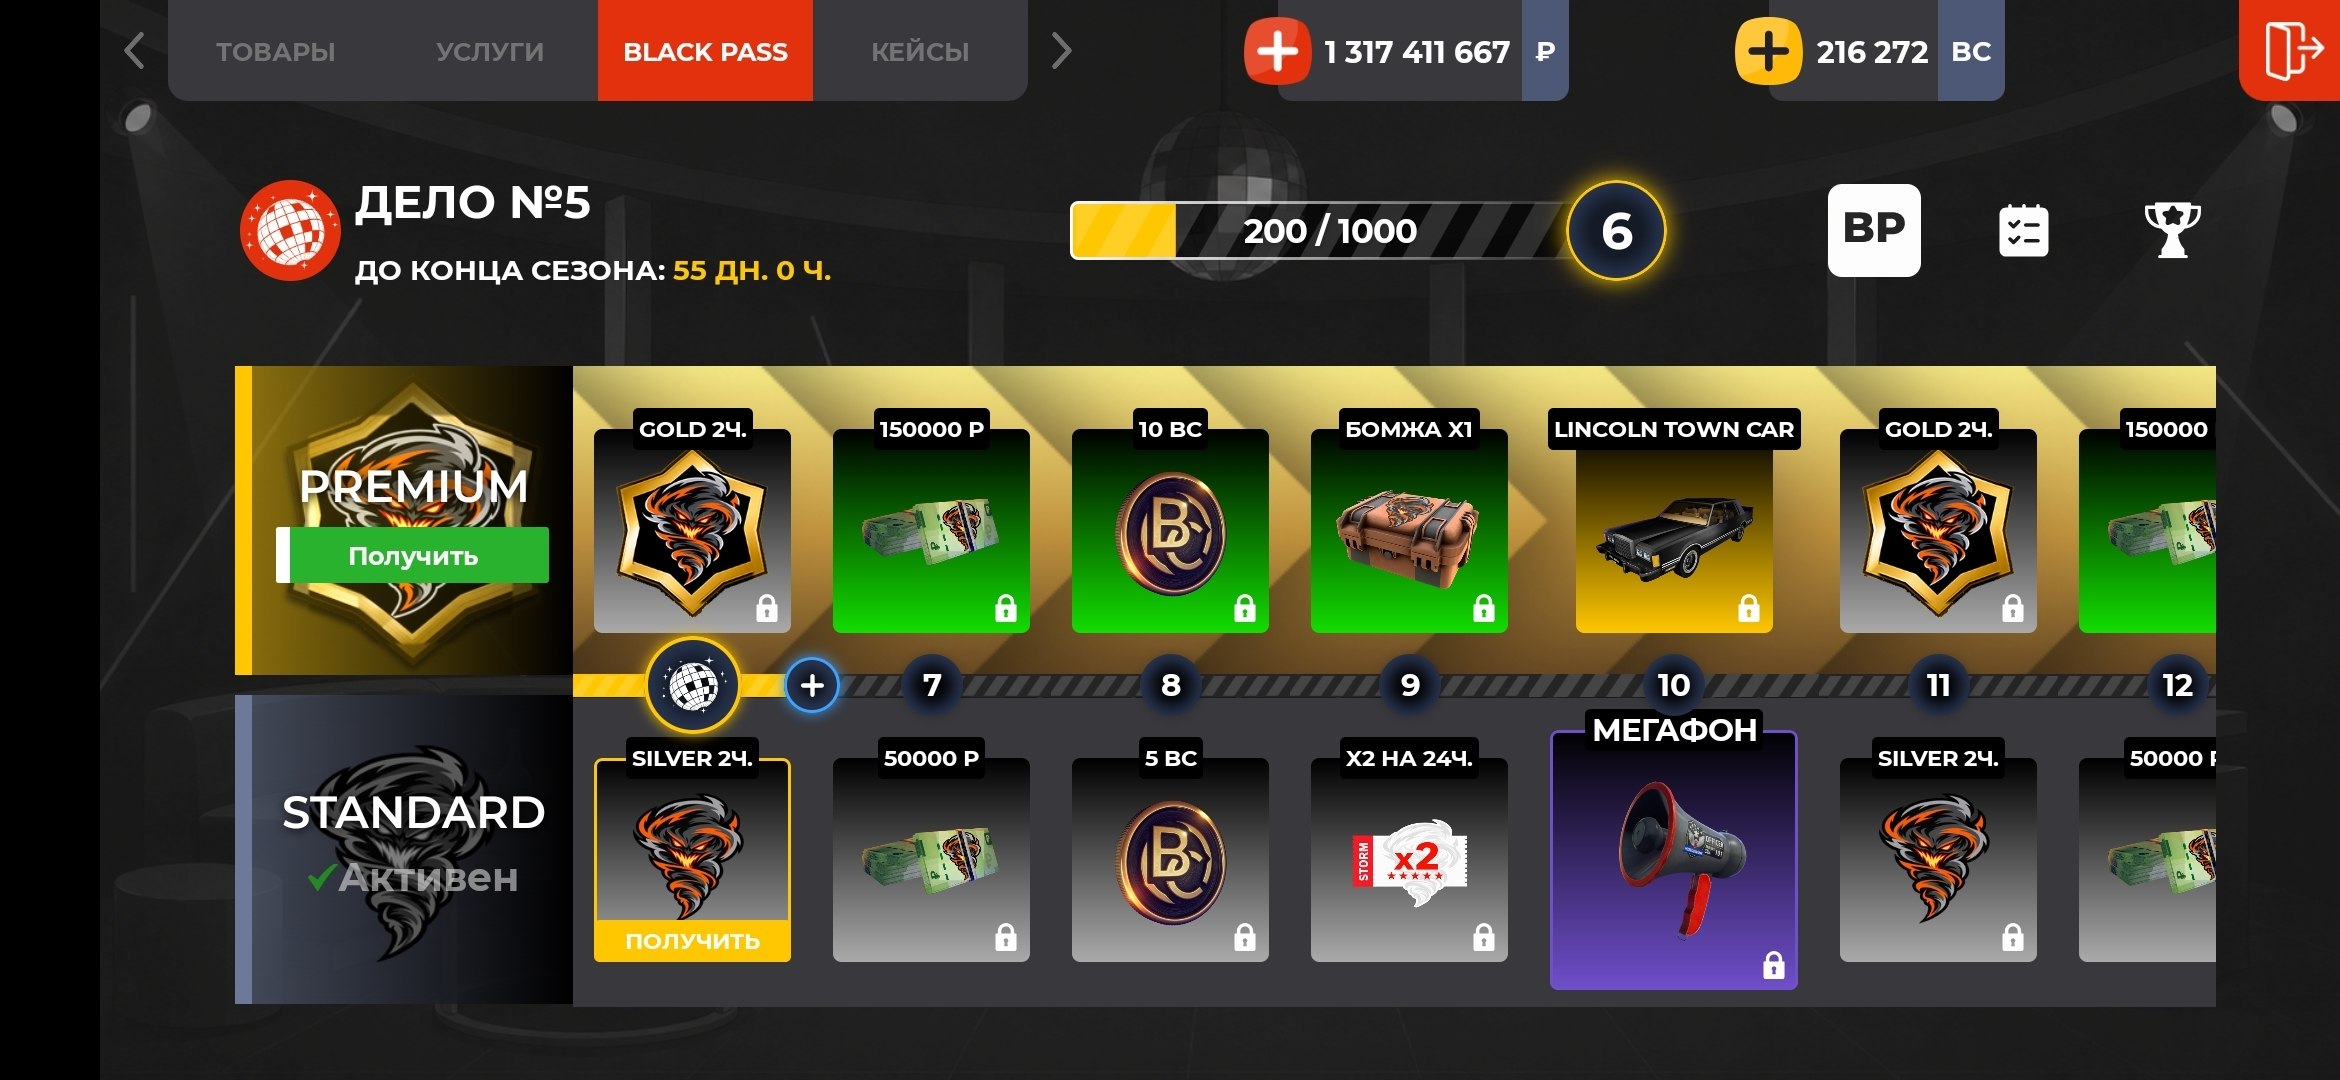 ТОВАРЫ
УСЛУГИ
BLACK PASS
КЕЙСЫ
1 317 411 667 ₽
216 272 BC
ДЕЛО №5
ДО КОНЦА СЕЗОНА: 55 ДН. 0 Ч.
200 / 1000
6
BP
PREMIUM
Получить
GOLD 2Ч.
150000 Р
10 BC
БОМЖА X1
LINCOLN TOWN CAR
GOLD 2Ч.
150000
7
8
9
10
11
12
STANDARD
Активен
SILVER 2Ч.
ПОЛУЧИТЬ
50000 Р
5 BC
X2 НА 24Ч.
STORM
x2
МЕГАФОН
SILVER 2Ч.
50000 Р